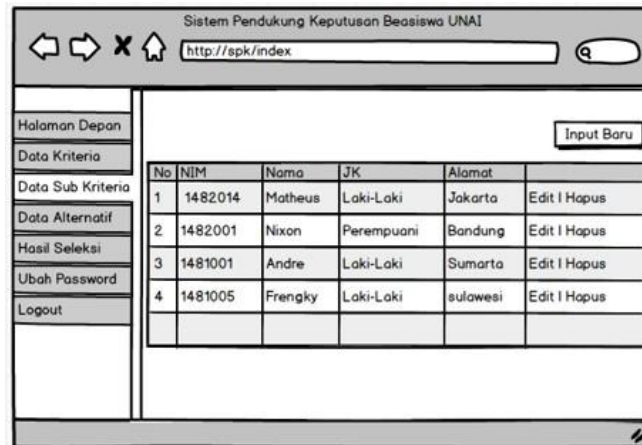 Sistem Pendukung Keputusan Beasiswa UNAI
http://spk/index
Halaman Depan
Data Kriteria
Data Sub Kriteria
Data Alternatif
Hasil Seleksi
Ubah Password
Logout
Input Baru
No NIM Nama JK Alamat
1 1482014 Matheus Laki-Laki Jakarta Edit I Hapus
2 1482001 Nixon Perempuani Bandung Edit I Hapus
3 1481001 Andre Laki-Laki Sumarta Edit I Hapus
4 1481005 Frengky Laki-Laki sulawesi Edit I Hapus